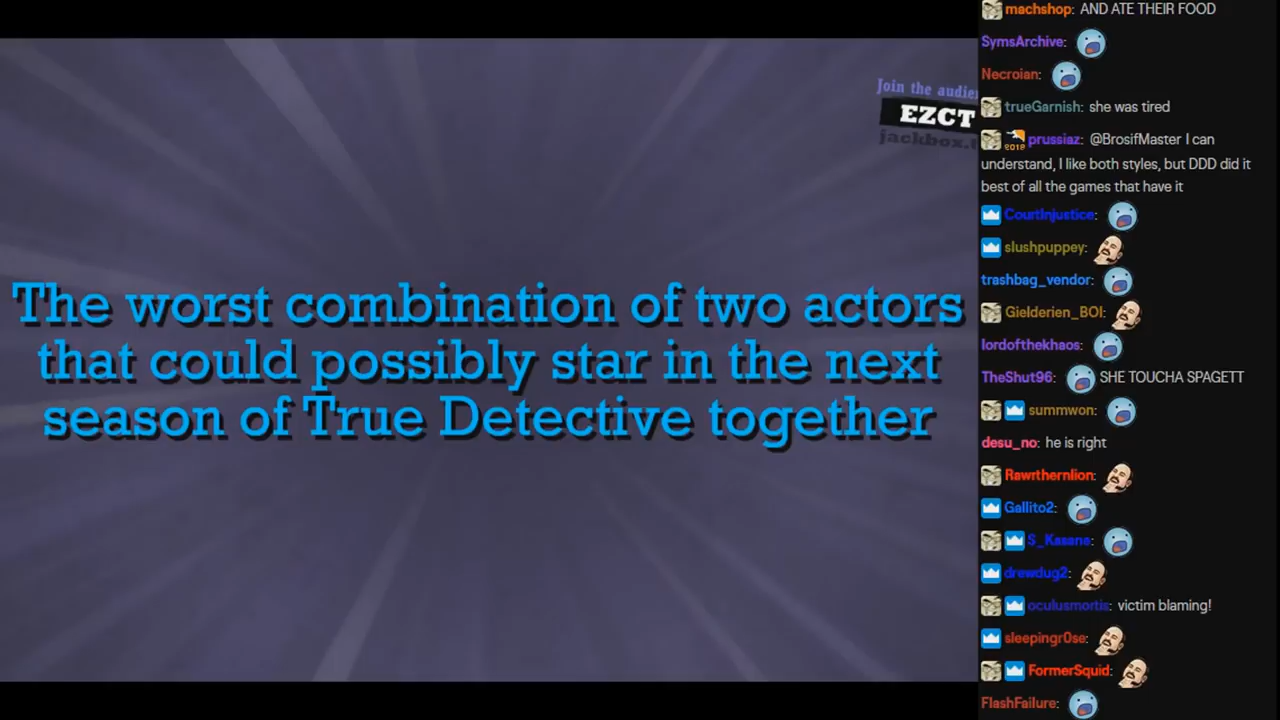 Join the audien
EZCT
jackbox.t
The worst combination of two actors
that could possibly star in the next
season of True Detective together
machshop: AND ATE THEIR FOOD
SymsArchive:
Necroian:
trueGarnish: she was tired
2018 prussiaz: @BrosifMaster I can
understand, I like both styles, but DDD did it
best of all the games that have it
CourtInjustice:
slushpuppey:
trashbag_vendor:
Gielderien_BOI:
lordofthekhaos:
TheShut96: SHE TOUCHA SPAGETT
summwon:
desu_no: he is right
Rawrthernlion:
Gallito2:
S_Kasane:
drewdug2:
oculusmortis: victim blaming!
sleepingr0se:
FormerSquid:
FlashFailure: